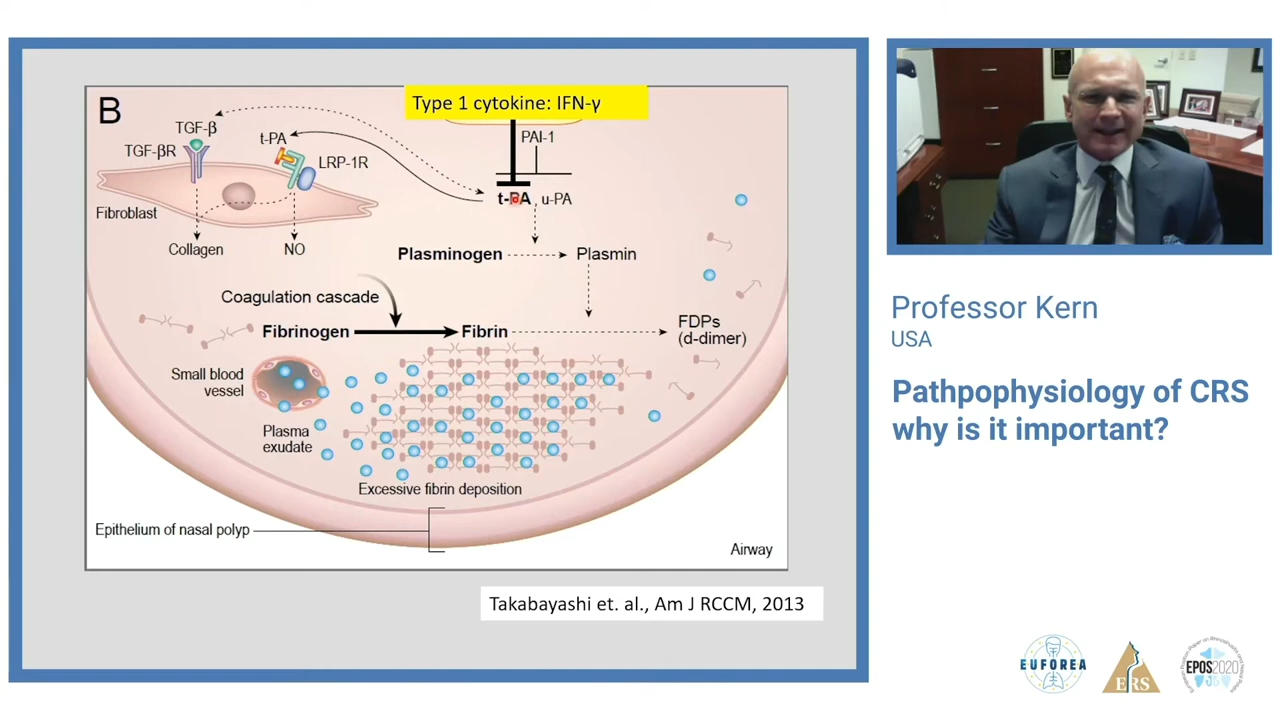 B
Type 1 cytokine: IFN-γ
TGF-β
TGF-βR
t-PA
LRP-1R
PAI-1
t-PA, u-PA
Fibroblast
Collagen
NO
Plasminogen
Plasmin
Coagulation cascade
Fibrinogen
Fibrin
FDPs
(d-dimer)
Small blood
vessel
Plasma
exudate
Excessive fibrin deposition
Epithelium of nasal polyp
Airway
Takabayashi et. al., Am J RCCM, 2013
Professor Kern
USA
Pathpophysiology of CRS
why is it important?
EUFOREA
ERS
EPOS2020